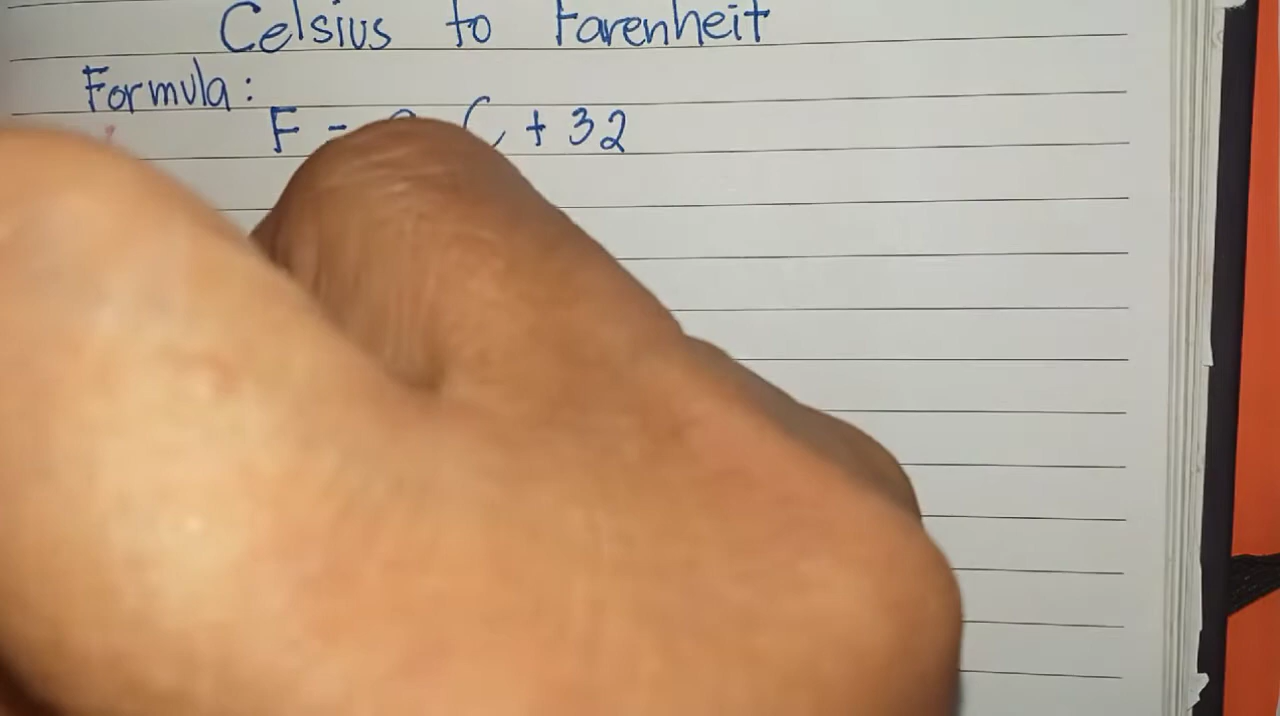 Celsius to Farenheit
Formula:
F = C + 32